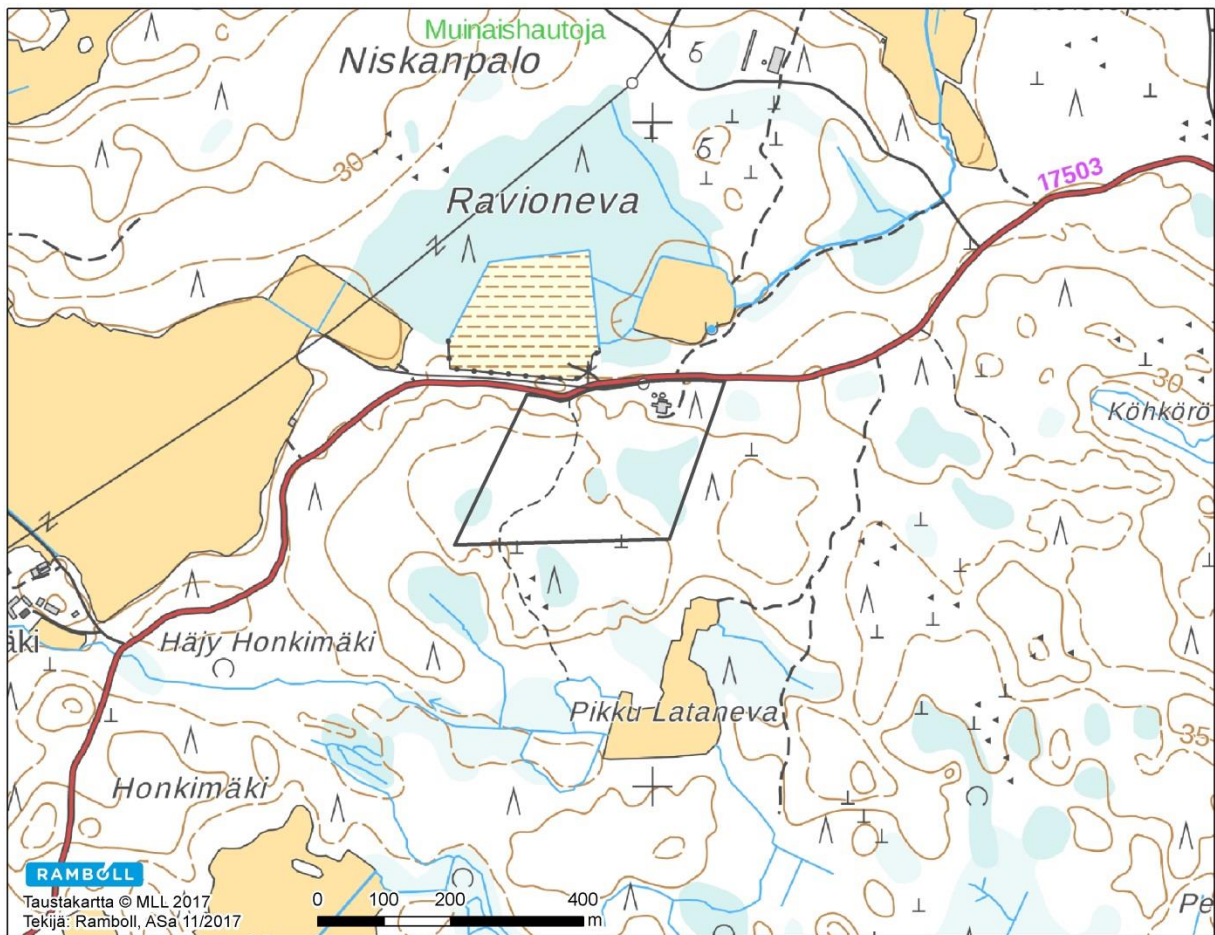 Muinaishautoja
Niskanpalo
30
Ravioneva
17503
30
Köhkörö
äki
Häjy Honkimäki
Pikku Lataneva
35
Honkimäki
RAMBOLL
Taustakartta © MLL 2017
Tekijä: Ramboll, ASa 11/2017
0 100 200 400
m
Pe